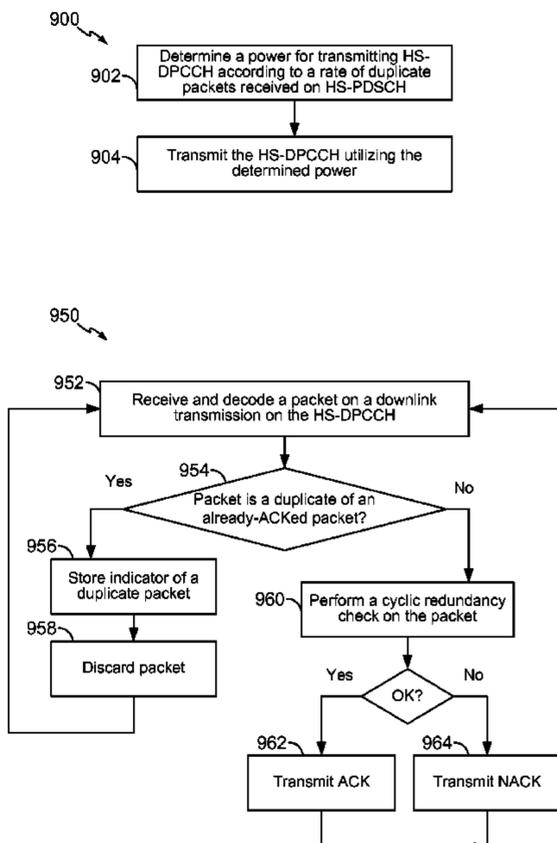 900
902
Determine a power for transmitting HS-
DPCCH according to a rate of duplicate
packets received on HS-PDSCH
904
Transmit the HS-DPCCH utilizing the
determined power
950
952
Receive and decode a packet on a downlink
transmission on the HS-DPCCH
954
Yes
No
Packet is a duplicate of an
already-ACKed packet?
956
Store indicator of a
duplicate packet
958
Discard packet
960
Perform a cyclic redundancy
check on the packet
Yes
No
OK?
962
Transmit ACK
964
Transmit NACK